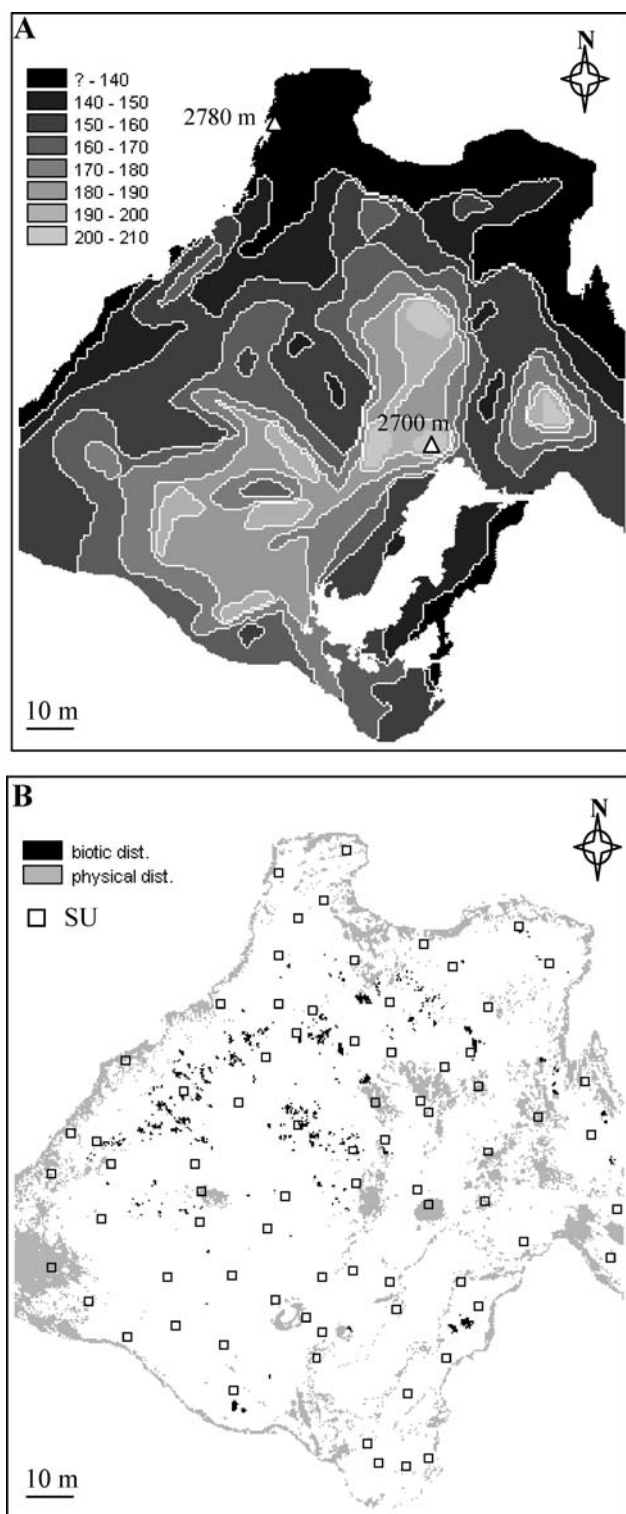 A
N
? - 140
140 - 150
150 - 160
160 - 170
170 - 180
180 - 190
190 - 200
200 - 210
2780 m
2700 m
10 m
B
N
biotic dist.
physical dist.
SU
10 m